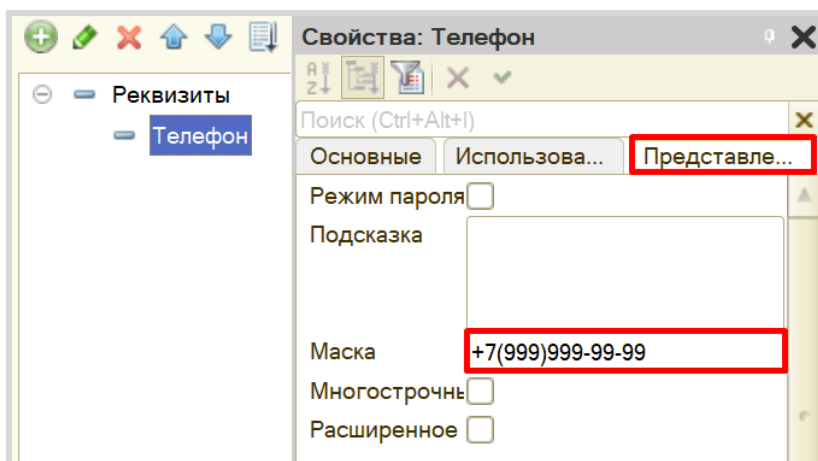 Свойства: Телефон
Реквизиты
Телефон
Поиск (Ctrl+Alt+I)
Основные
Использова...
Представле...
Режим пароля
Подсказка
Маска
+7(999)999-99-99
Многострочны
Расширенное